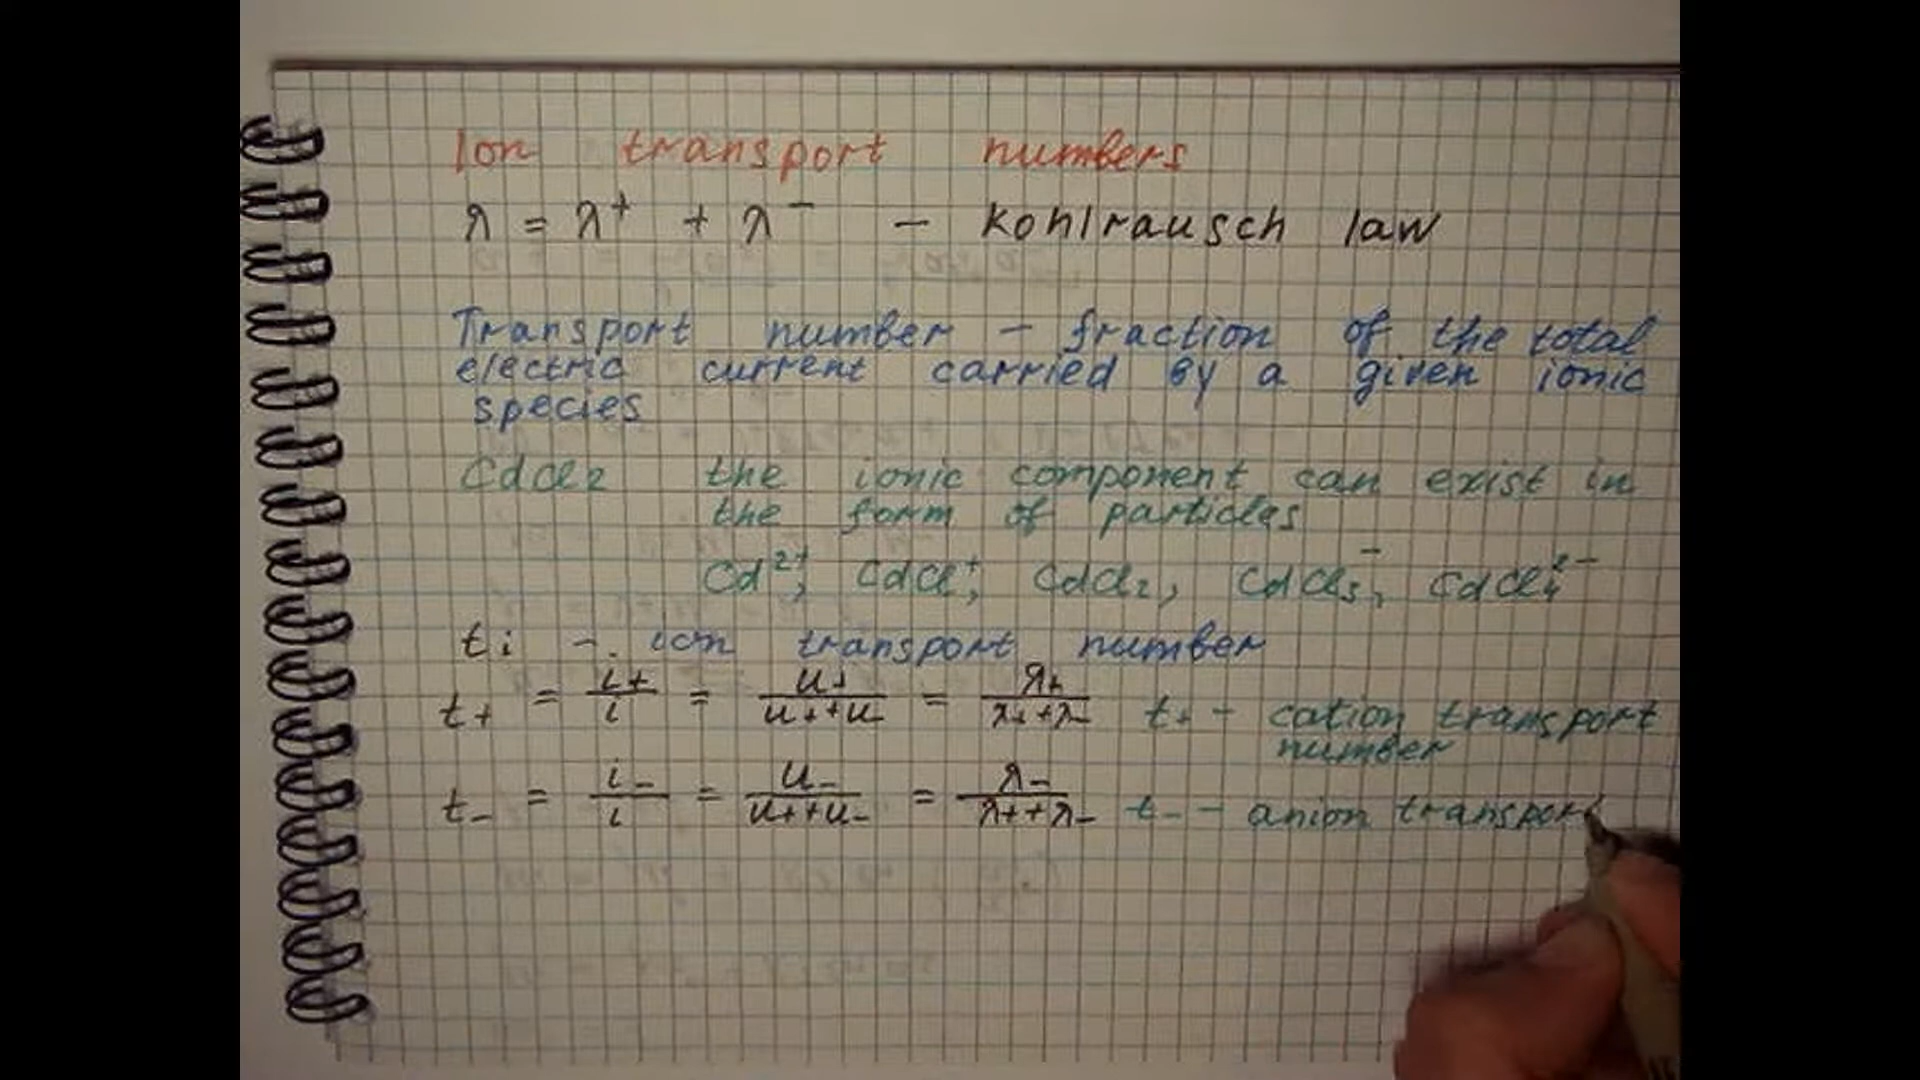 Ion transport numbers
λ = λ⁺ + λ⁻ - kohlrausch law
Transport number - fraction of the total
electric current carried by a given ionic
species
CdCl₂ the ionic component can exist in
the form of particles
Cd²⁺, CdCl⁺, CdCl₂, CdCl₃⁻, CdCl₄²⁻
ti - ion transport number
t₊ = i₊/i = u₊/(u₊+u₋) = λ₊/(λ₊+λ₋) t₊ - cation transport
number
t₋ = i₋/i = u₋/(u₊+u₋) = λ₋/(λ₊+λ₋) t₋ - anion transport